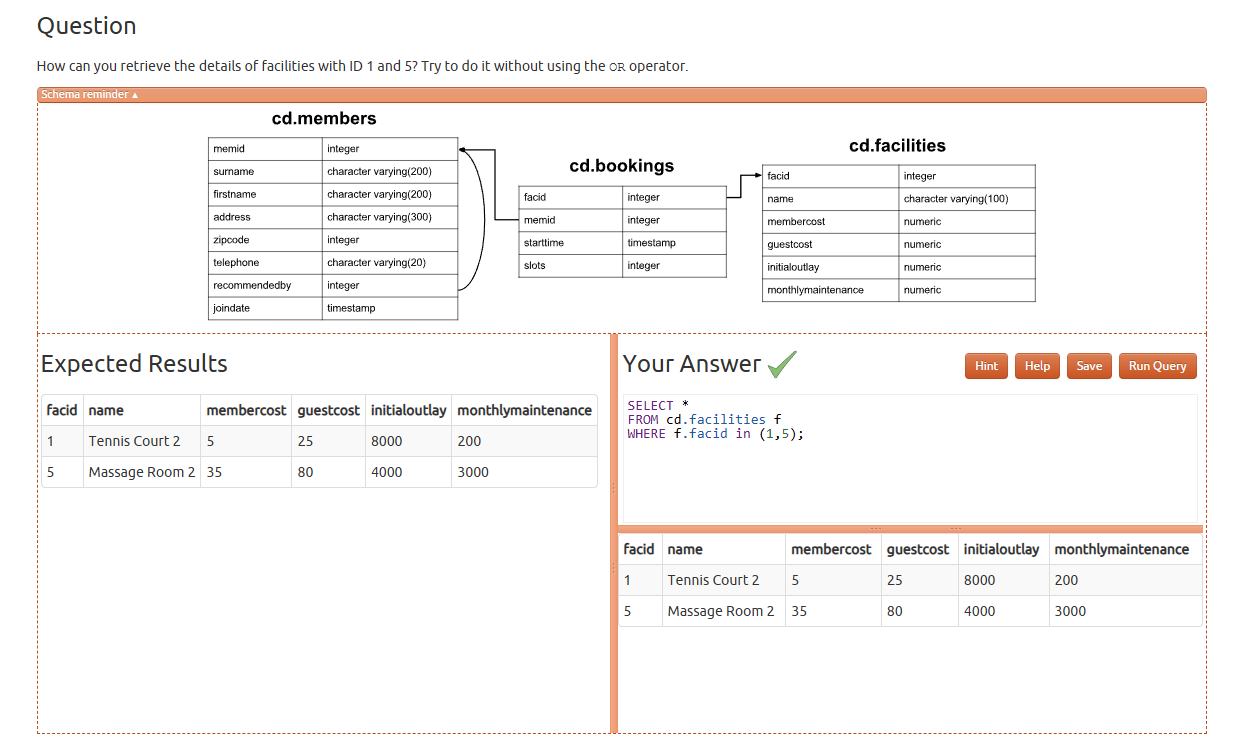 Question
How can you retrieve the details of facilities with ID 1 and 5? Try to do it without using the OR operator.
Schema reminder ▲
cd.members
memid integer
surname character varying(200)
firstname character varying(200)
address character varying(300)
zipcode integer
telephone character varying(20)
recommendedby integer
joindate timestamp
cd.bookings
facid integer
memid integer
starttime timestamp
slots integer
cd.facilities
facid integer
name character varying(100)
membercost numeric
guestcost numeric
initialoutlay numeric
monthlymaintenance numeric
Expected Results
facid name membercost guestcost initialoutlay monthlymaintenance
1 Tennis Court 2 5 25 8000 200
5 Massage Room 2 35 80 4000 3000
Your Answer
Hint Help Save Run Query
SELECT *
FROM cd.facilities f
WHERE f.facid in (1,5);
facid name membercost guestcost initialoutlay monthlymaintenance
1 Tennis Court 2 5 25 8000 200
5 Massage Room 2 35 80 4000 3000